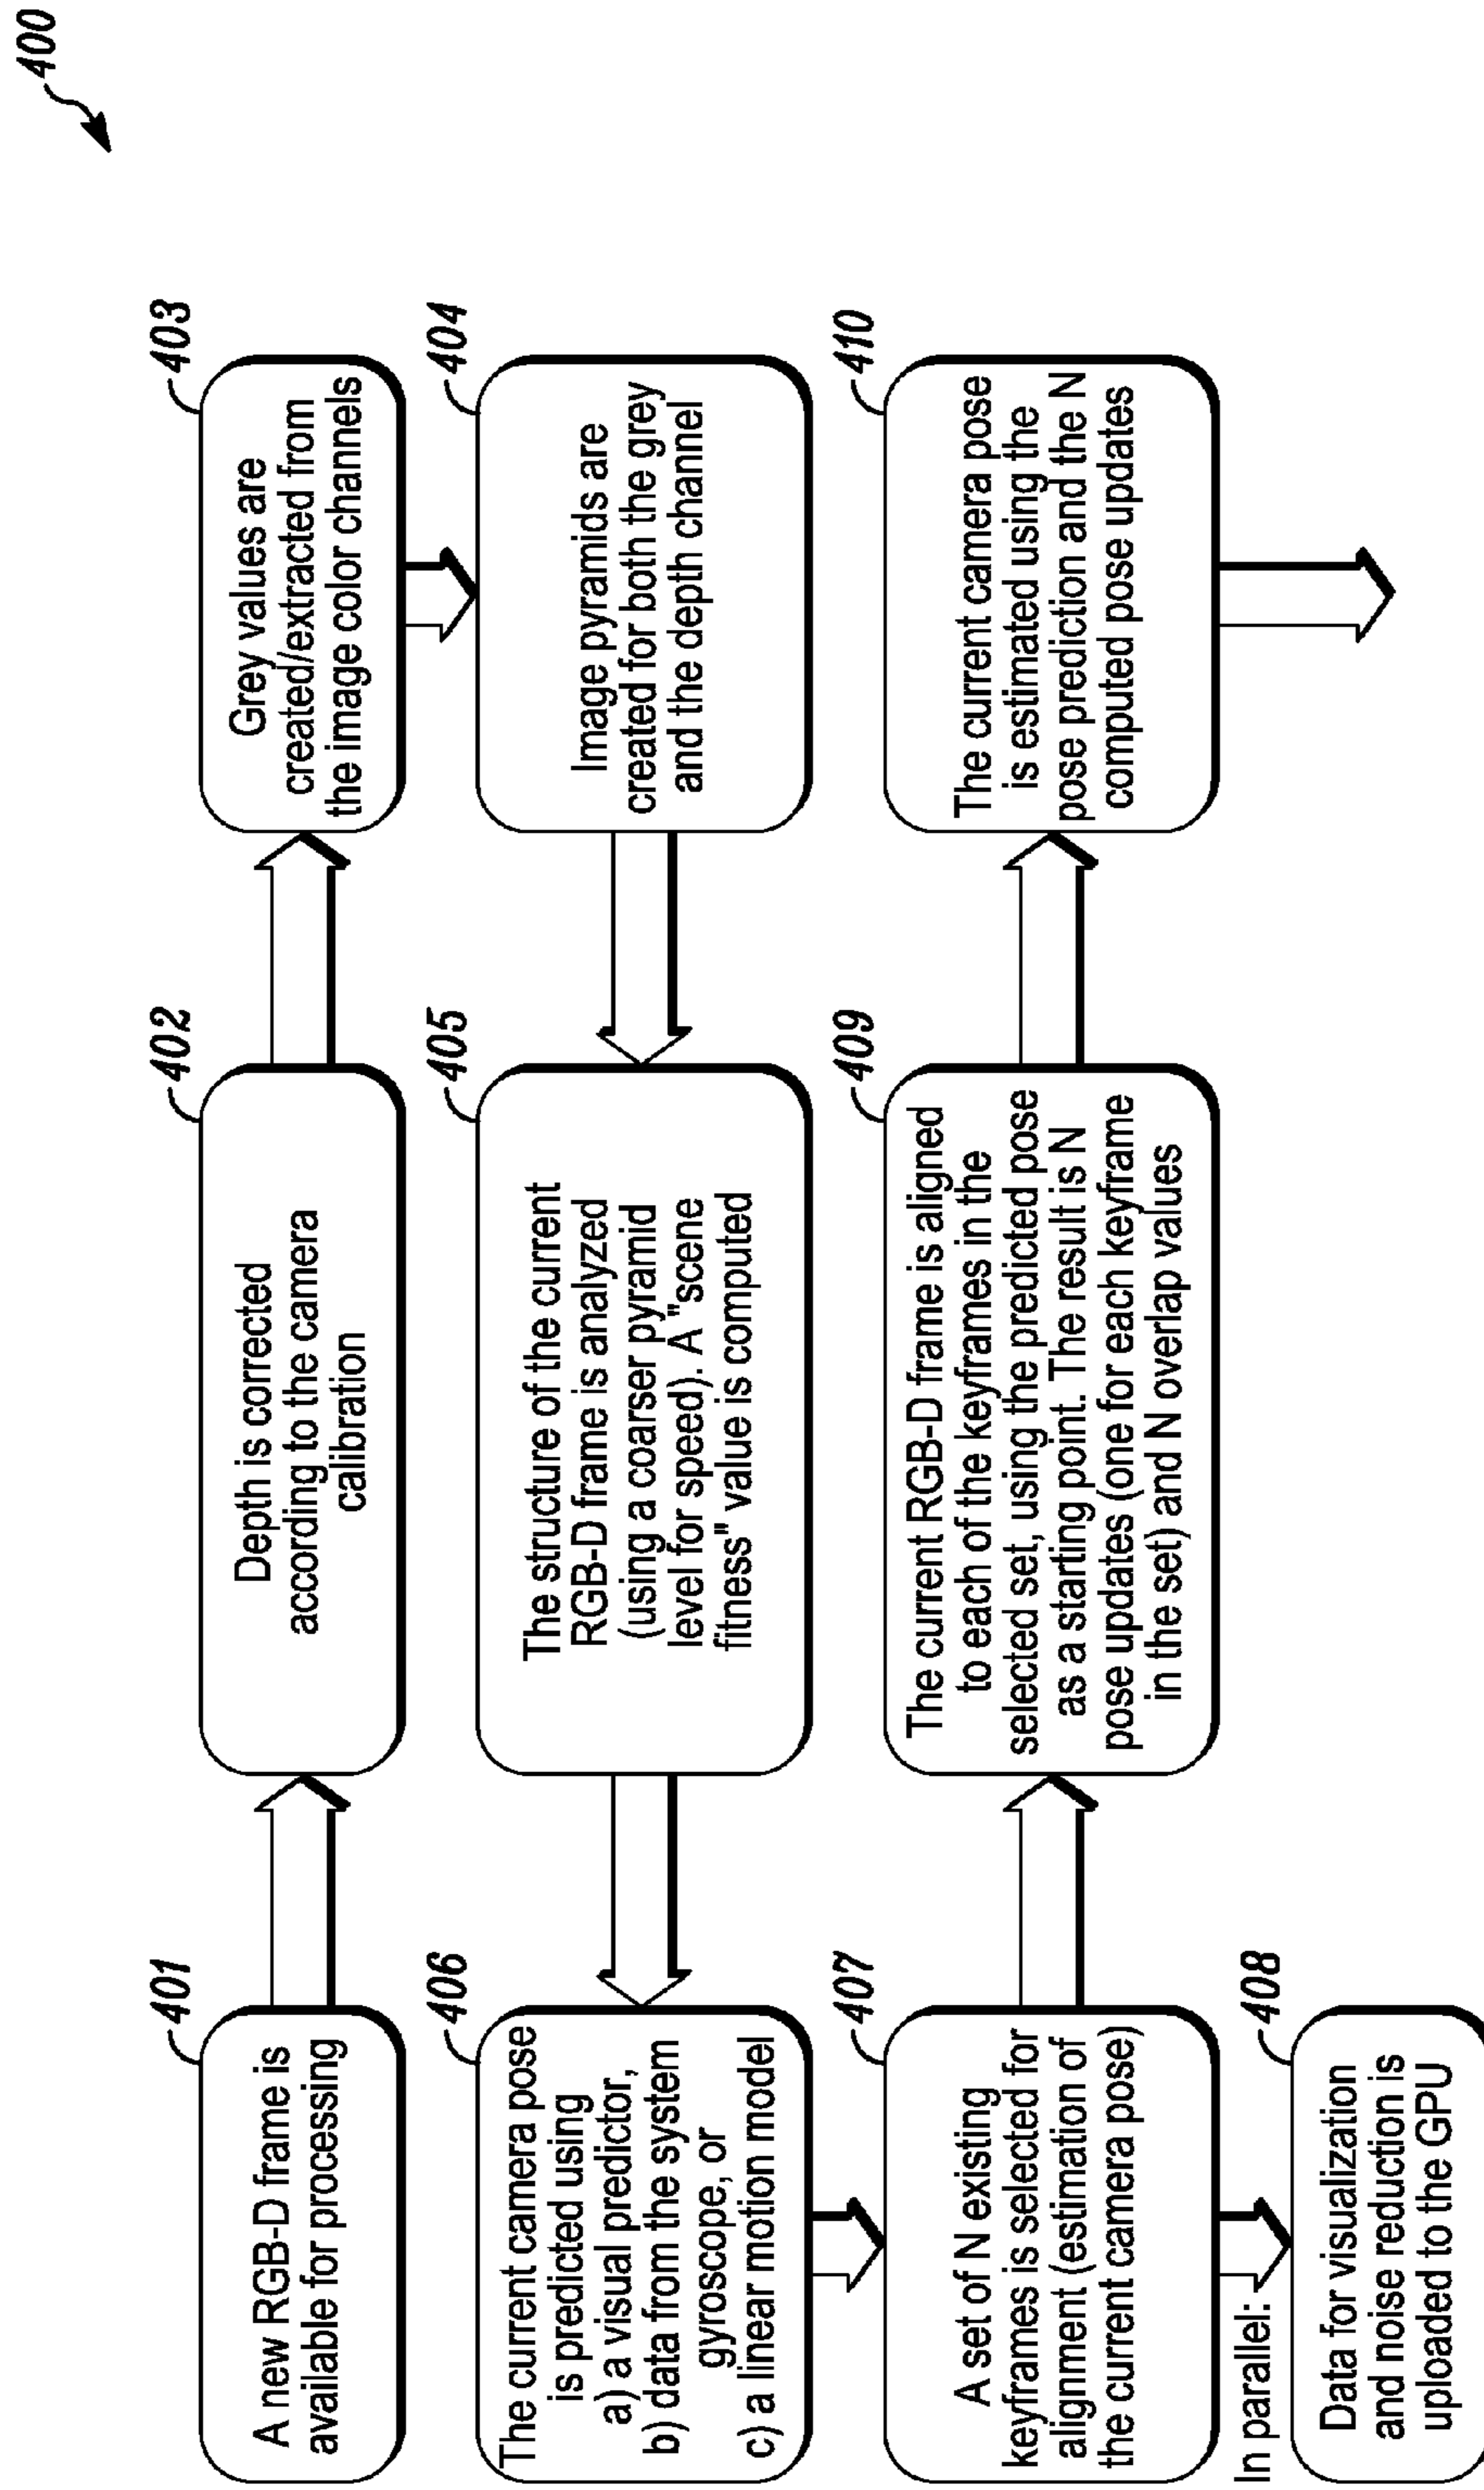 400
401
A new RGB-D frame is
available for processing
402
Depth is corrected
according to the camera
calibration
403
Grey values are
created/extracted from
the image color channels
404
Image pyramids are
created for both the grey
and the depth channel
405
The structure of the current
RGB-D frame is analyzed
(using a coarser pyramid
level for speed). A "scene
fitness" value is computed
406
The current camera pose
is predicted using
a) a visual predictor,
b) data from the system
gyroscope, or
c) a linear motion model
407
A set of N existing
keyframes is selected for
alignment (estimation of
the current camera pose)
In parallel:
408
Data for visualization
and noise reduction is
uploaded to the GPU
409
The current RGB-D frame is aligned
to each of the keyframes in the
selected set, using the predicted pose
as a starting point. The result is N
pose updates (one for each keyframe
in the set) and N overlap values
410
The current camera pose
is estimated using the
pose prediction and the N
computed pose updates